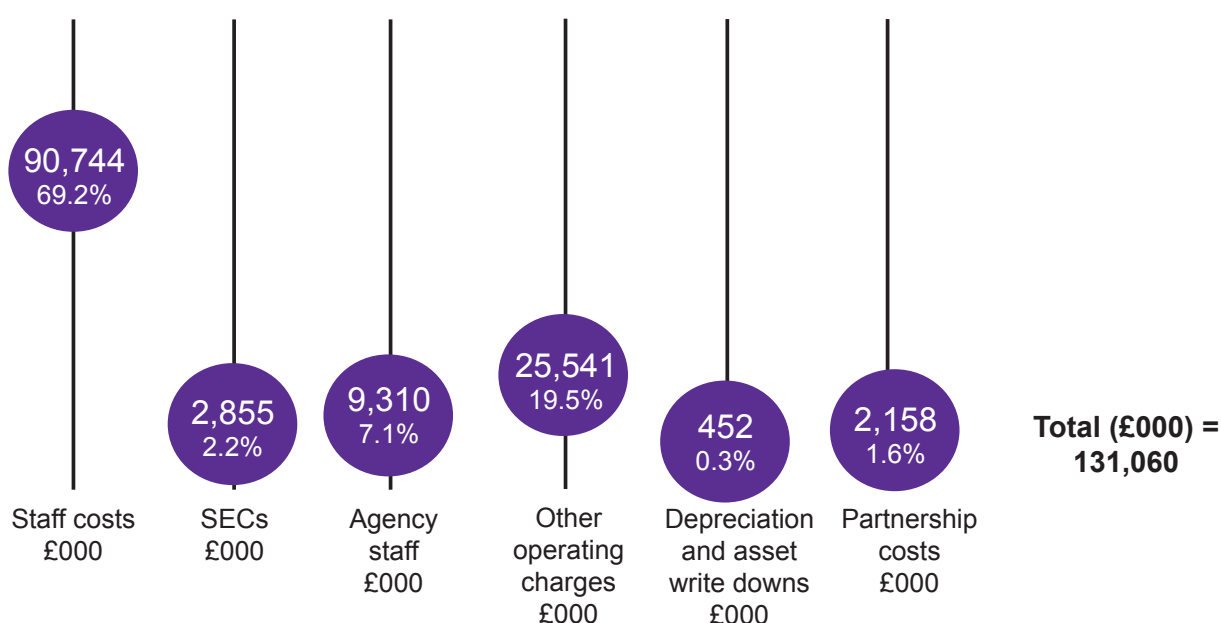 90,744
69.2%
2,855
2.2%
9,310
7.1%
25,541
19.5%
452
0.3%
2,158
1.6%
Total (£000) =
131,060
Staff costs
£000
SECs
£000
Agency
staff
£000
Other
operating
charges
£000
Depreciation
and asset
write downs
£000
Partnership
costs
£000